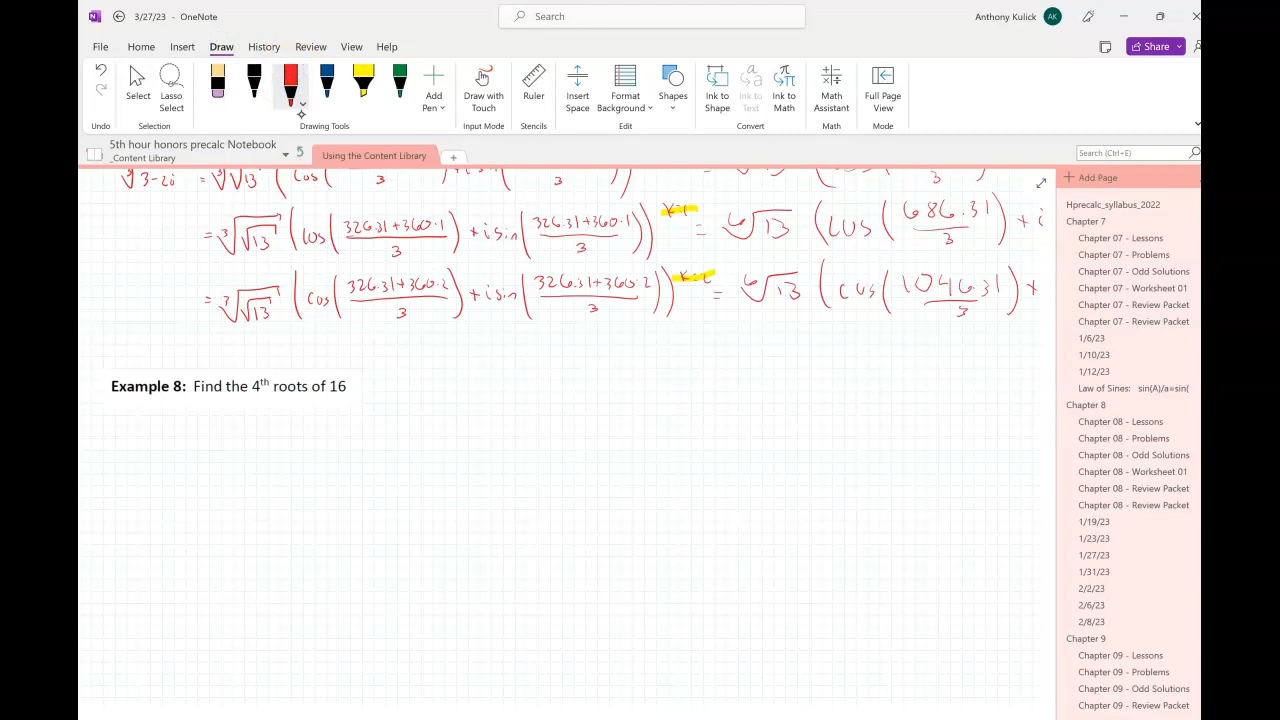 3/27/23 - OneNote
Search
Anthony Kulick AK
File Home Insert Draw History Review View Help
Share
Undo
Select
Lasso Select
Add Pen
Draw with Touch
Ruler
Insert Space
Format Background
Shapes
Ink to Shape
Ink to Text
Ink to Math
Math Assistant
Full Page View
Undo Selection Drawing Tools Input Mode Stencils Edit Convert Math Mode
5th hour honors precalc Notebook
_Content Library
Using the Content Library
Search (Ctrl+E)
Add Page
∛3-2i = ∛√13 (cos( /3 ) + i sin( /3 ))
= ∛√13 (cos((326.31+360·1)/3) + i sin((326.31+360·1)/3)) k=1 = ⁶√13 (cos(686.31/3) + i
= ∛√13 (cos((326.31+360·2)/3) + i sin((326.31+360·2)/3)) = ⁶√13 (cos(1046.31/3) +
Example 8: Find the 4th roots of 16
Hprecalc_syllabus_2022
Chapter 7
Chapter 07 - Lessons
Chapter 07 - Problems
Chapter 07 - Odd Solutions
Chapter 07 - Worksheet 01
Chapter 07 - Review Packet
Chapter 07 - Review Packet
1/6/23
1/10/23
1/12/23
Law of Sines: sin(A)/a=sin(
Chapter 8
Chapter 08 - Lessons
Chapter 08 - Problems
Chapter 08 - Odd Solutions
Chapter 08 - Worksheet 01
Chapter 08 - Review Packet
Chapter 08 - Review Packet
1/19/23
1/23/23
1/27/23
1/31/23
2/2/23
2/6/23
2/8/23
Chapter 9
Chapter 09 - Lessons
Chapter 09 - Problems
Chapter 09 - Odd Solutions
Chapter 09 - Review Packet